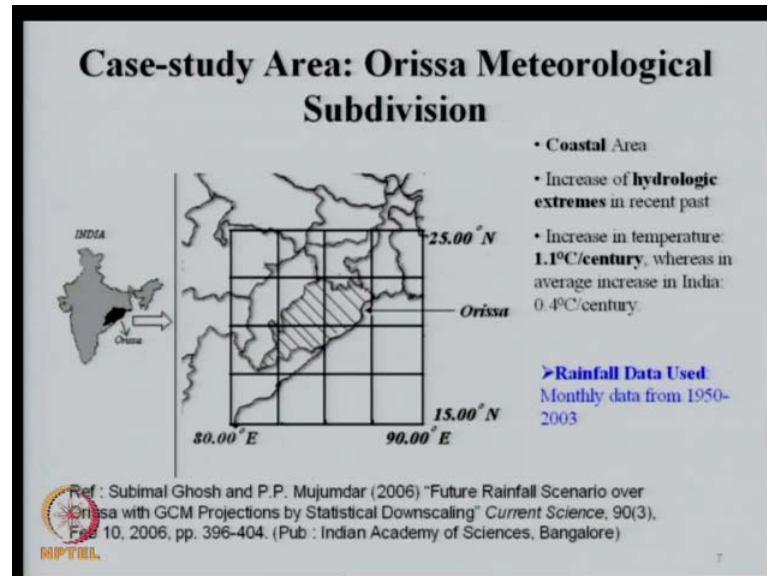 Case-study Area: Orissa Meteorological
Subdivision
• Coastal Area
• Increase of hydrologic
extremes in recent past
• Increase in temperature:
1.1°C/century, whereas in
average increase in India:
0.4°C/century.
➢Rainfall Data Used:
Monthly data from 1950-
2003
INDIA
Orissa
25.00°N
Orissa
15.00°N
80.00°E
90.00°E
Ref : Subimal Ghosh and P.P. Mujumdar (2006) “Future Rainfall Scenario over
Orissa with GCM Projections by Statistical Downscaling” Current Science, 90(3),
Feb 10, 2006, pp. 396-404. (Pub : Indian Academy of Sciences, Bangalore)
NPTEL
7